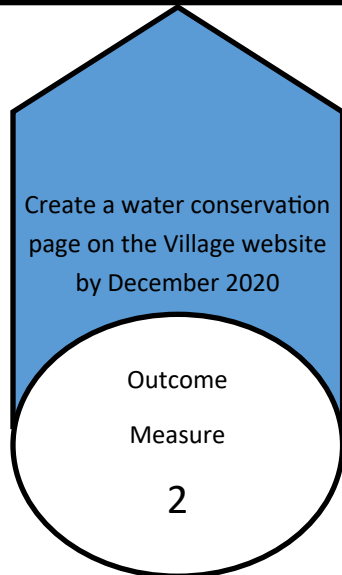 Create a water conservation
page on the Village website
by December 2020
Outcome
Measure
2